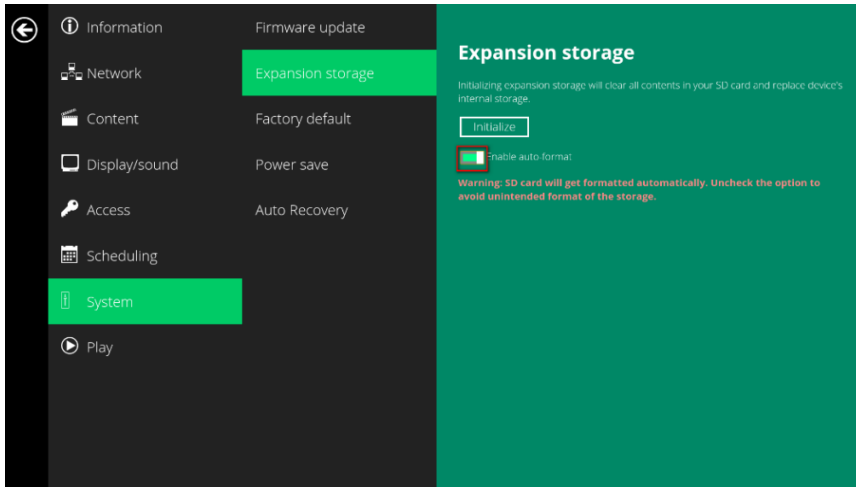 Information
Network
Content
Display/sound
Access
Scheduling
System
Play
Firmware update
Expansion storage
Factory default
Power save
Auto Recovery
Expansion storage
Initializing expansion storage will clear all contents in your SD card and replace device's
internal storage.
Initialize
Enable auto-format
Warning: SD card will get formatted automatically. Uncheck the option to
avoid unintended format of the storage.